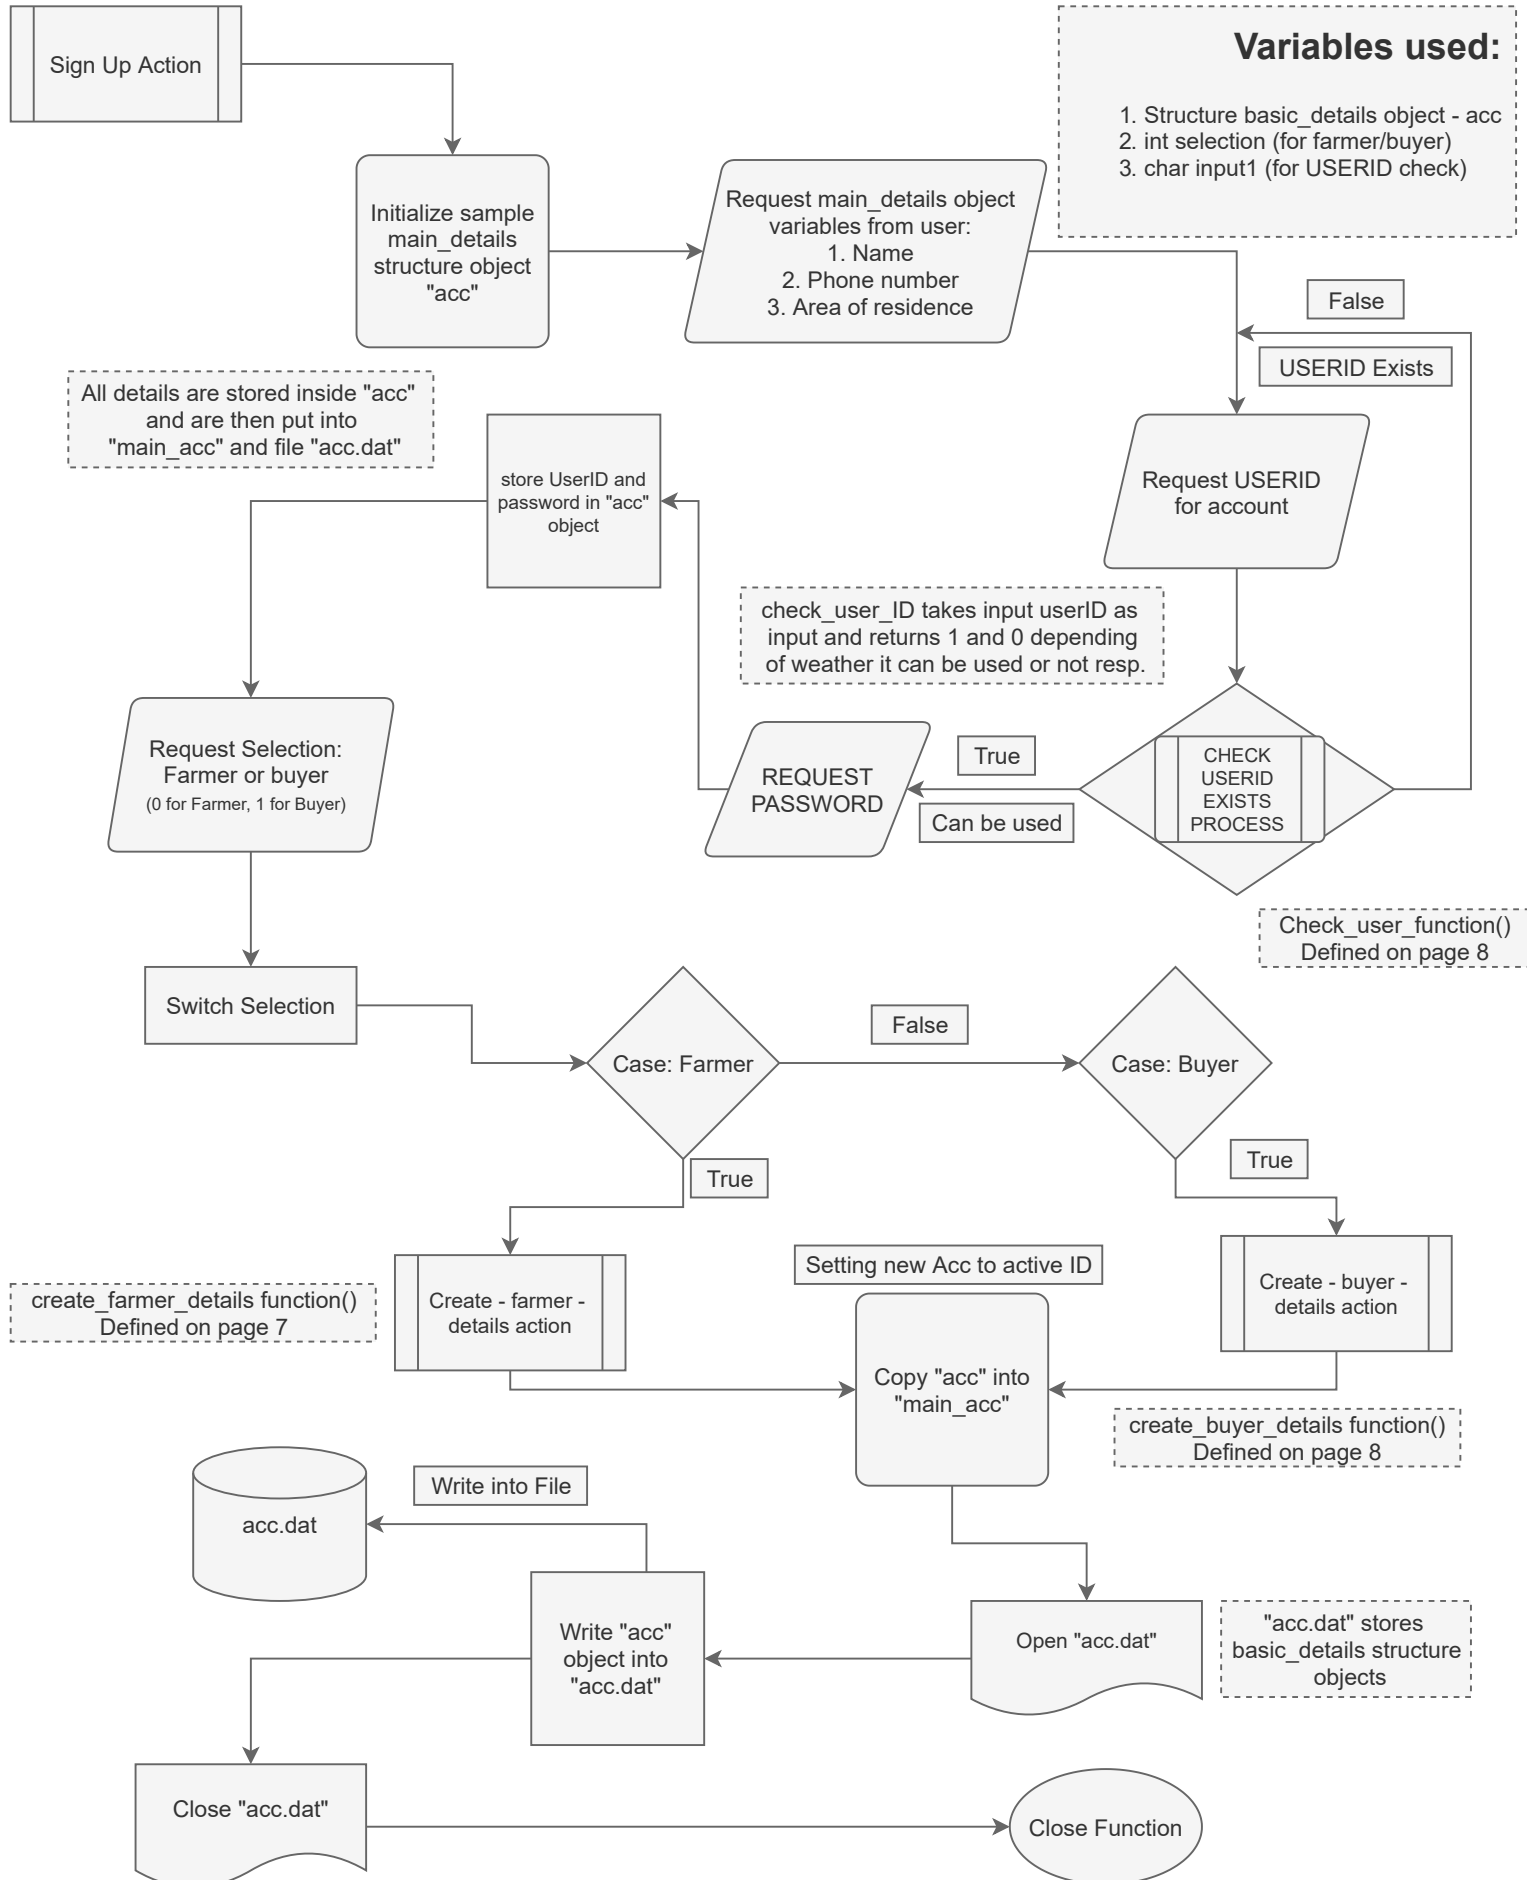 Sign Up Action
Variables used:
1. Structure basic_details object - acc
2. int selection (for farmer/buyer)
3. char input1 (for USERID check)
Initialize sample
main_details
structure object
"acc"
Request main_details object
variables from user:
1. Name
2. Phone number
3. Area of residence
False
USERID Exists
All details are stored inside "acc"
and are then put into
"main_acc" and file "acc.dat"
store UserID and
password in "acc"
object
Request USERID
for account
check_user_ID takes input userID as
input and returns 1 and 0 depending
of weather it can be used or not resp.
Request Selection:
Farmer or buyer
(0 for Farmer, 1 for Buyer)
REQUEST
PASSWORD
True
Can be used
CHECK
USERID
EXISTS
PROCESS
Check_user_function()
Defined on page 8
Switch Selection
Case: Farmer
False
Case: Buyer
True
True
create_farmer_details function()
Defined on page 7
Create - farmer -
details action
Setting new Acc to active ID
Copy "acc" into
"main_acc"
Create - buyer -
details action
create_buyer_details function()
Defined on page 8
acc.dat
Write into File
Write "acc"
object into
"acc.dat"
Open "acc.dat"
"acc.dat" stores
basic_details structure
objects
Close "acc.dat"
Close Function